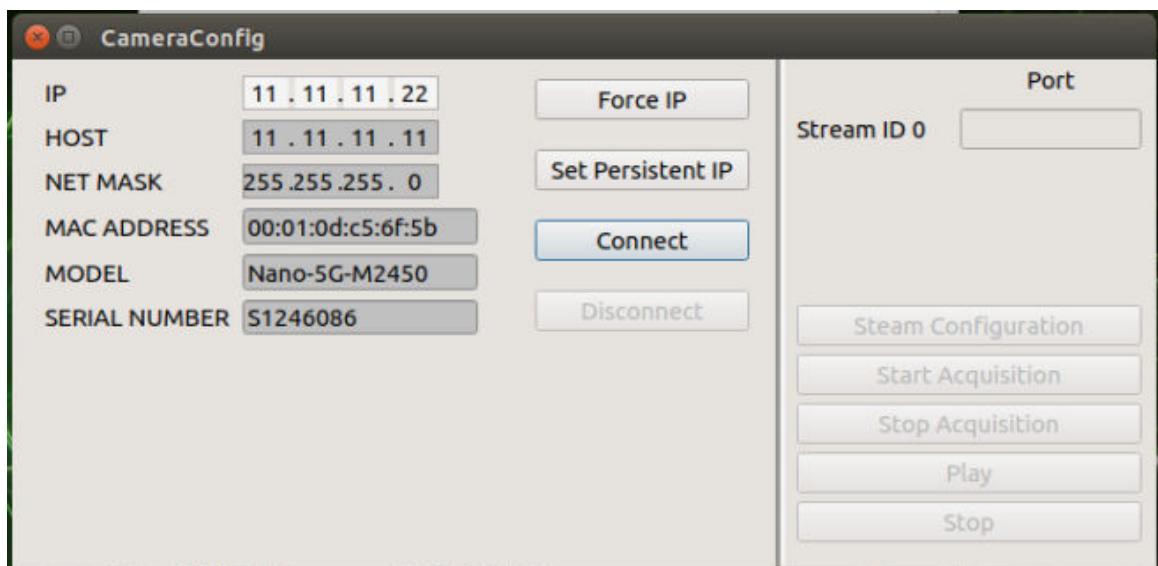 CameraConfig
IP 11 . 11 . 11 . 22 Force IP
HOST 11 . 11 . 11 . 11
NET MASK 255.255.255. 0 Set Persistent IP
MAC ADDRESS 00:01:0d:c5:6f:5b Connect
MODEL Nano-5G-M2450
SERIAL NUMBER S1246086 Disconnect
Port
Stream ID 0
Steam Configuration
Start Acquisition
Stop Acquisition
Play
Stop